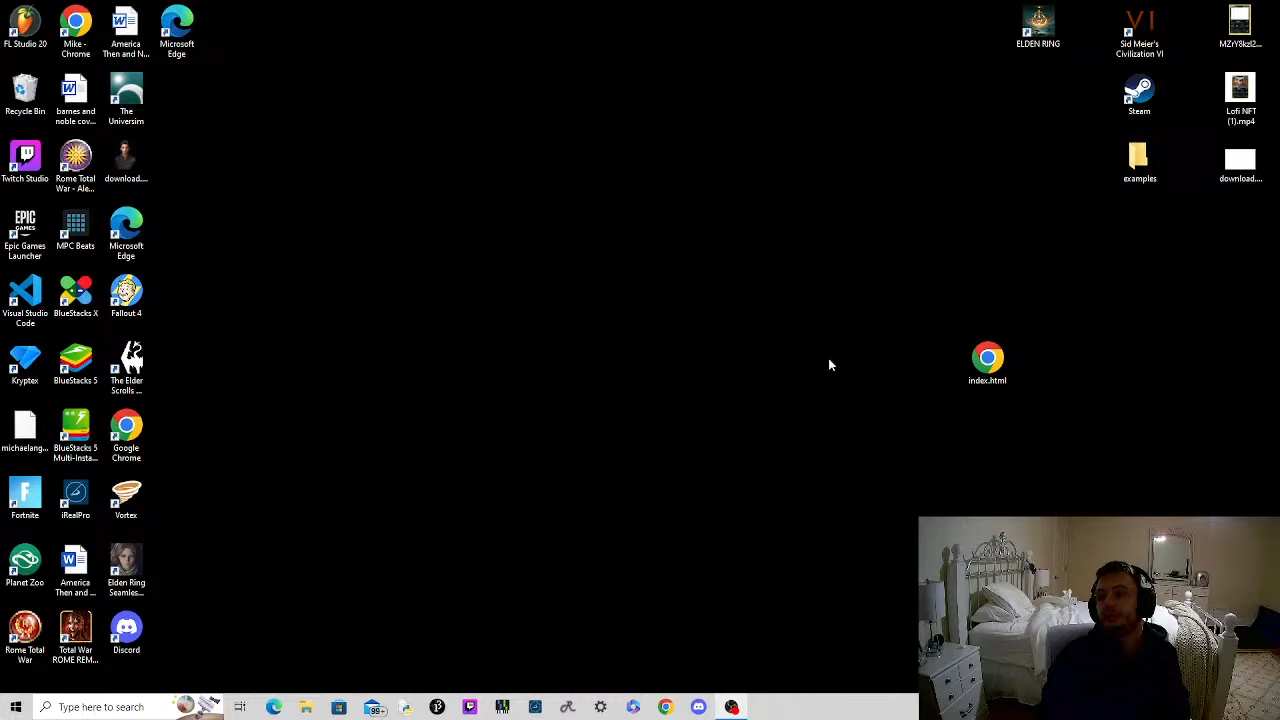 FL Studio 20
Mike -
Chrome
America
Then and N...
Microsoft
Edge
ELDEN RING
VI
Sid Meier's
Civilization VI
MZrY8kzI2...
Recycle Bin
barnes and
noble cov...
The
Universim
Steam
Lofi NFT
(1).mp4
Twitch Studio
Rome Total
War - Ale...
download....
examples
download....
EPIC
GAMES
Epic Games
Launcher
MPC Beats
Microsoft
Edge
Visual Studio
Code
BlueStacks X
Fallout 4
Kryptex
BlueStacks 5
The Elder
Scrolls ...
index.html
michaelang...
BlueStacks 5
Multi-Insta...
Google
Chrome
F
Fortnite
iRealPro
Vortex
Planet Zoo
America
Then and ...
Elden Ring
Seamles...
Rome Total
War
Total War
ROME REM...
Discord
Type here to search
99+